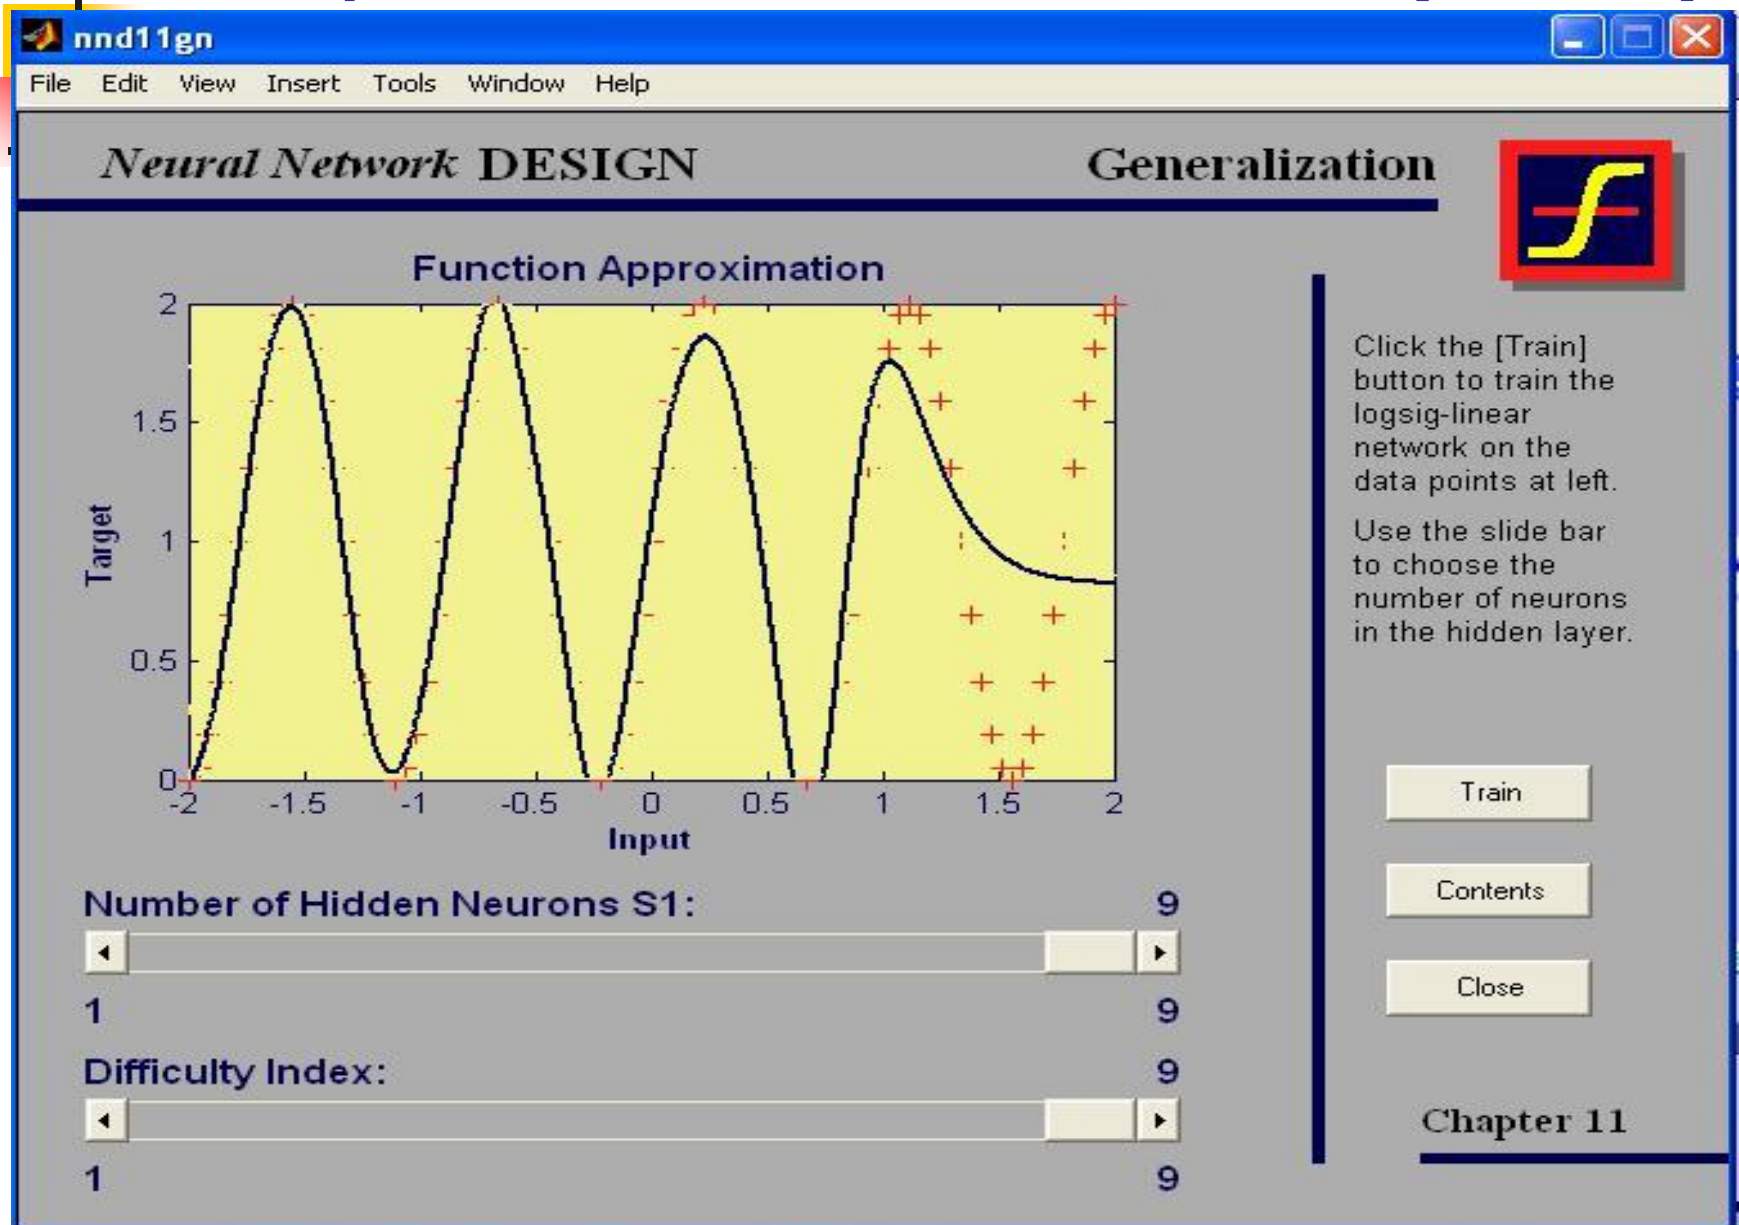 nnd11gn
File Edit View Insert Tools Window Help
Neural Network DESIGN
Generalization
Function Approximation
2
1.5
1
0.5
0
Target
-2 -1.5 -1 -0.5 0 0.5 1 1.5 2
Input
Click the [Train]
button to train the
logsig-linear
network on the
data points at left.
Use the slide bar
to choose the
number of neurons
in the hidden layer.
Number of Hidden Neurons S1: 9
1 9
Difficulty Index: 9
1 9
Train
Contents
Close
Chapter 11